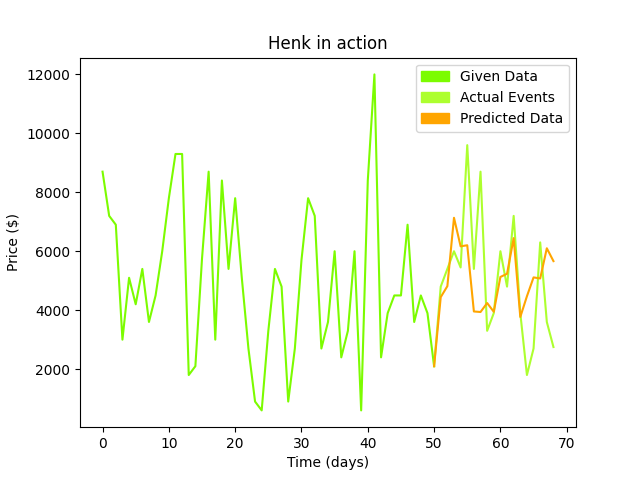 Henk in action
Given Data
Actual Events
Predicted Data
12000
10000
8000
6000
4000
2000
Price ($)
0 10 20 30 40 50 60 70
Time (days)